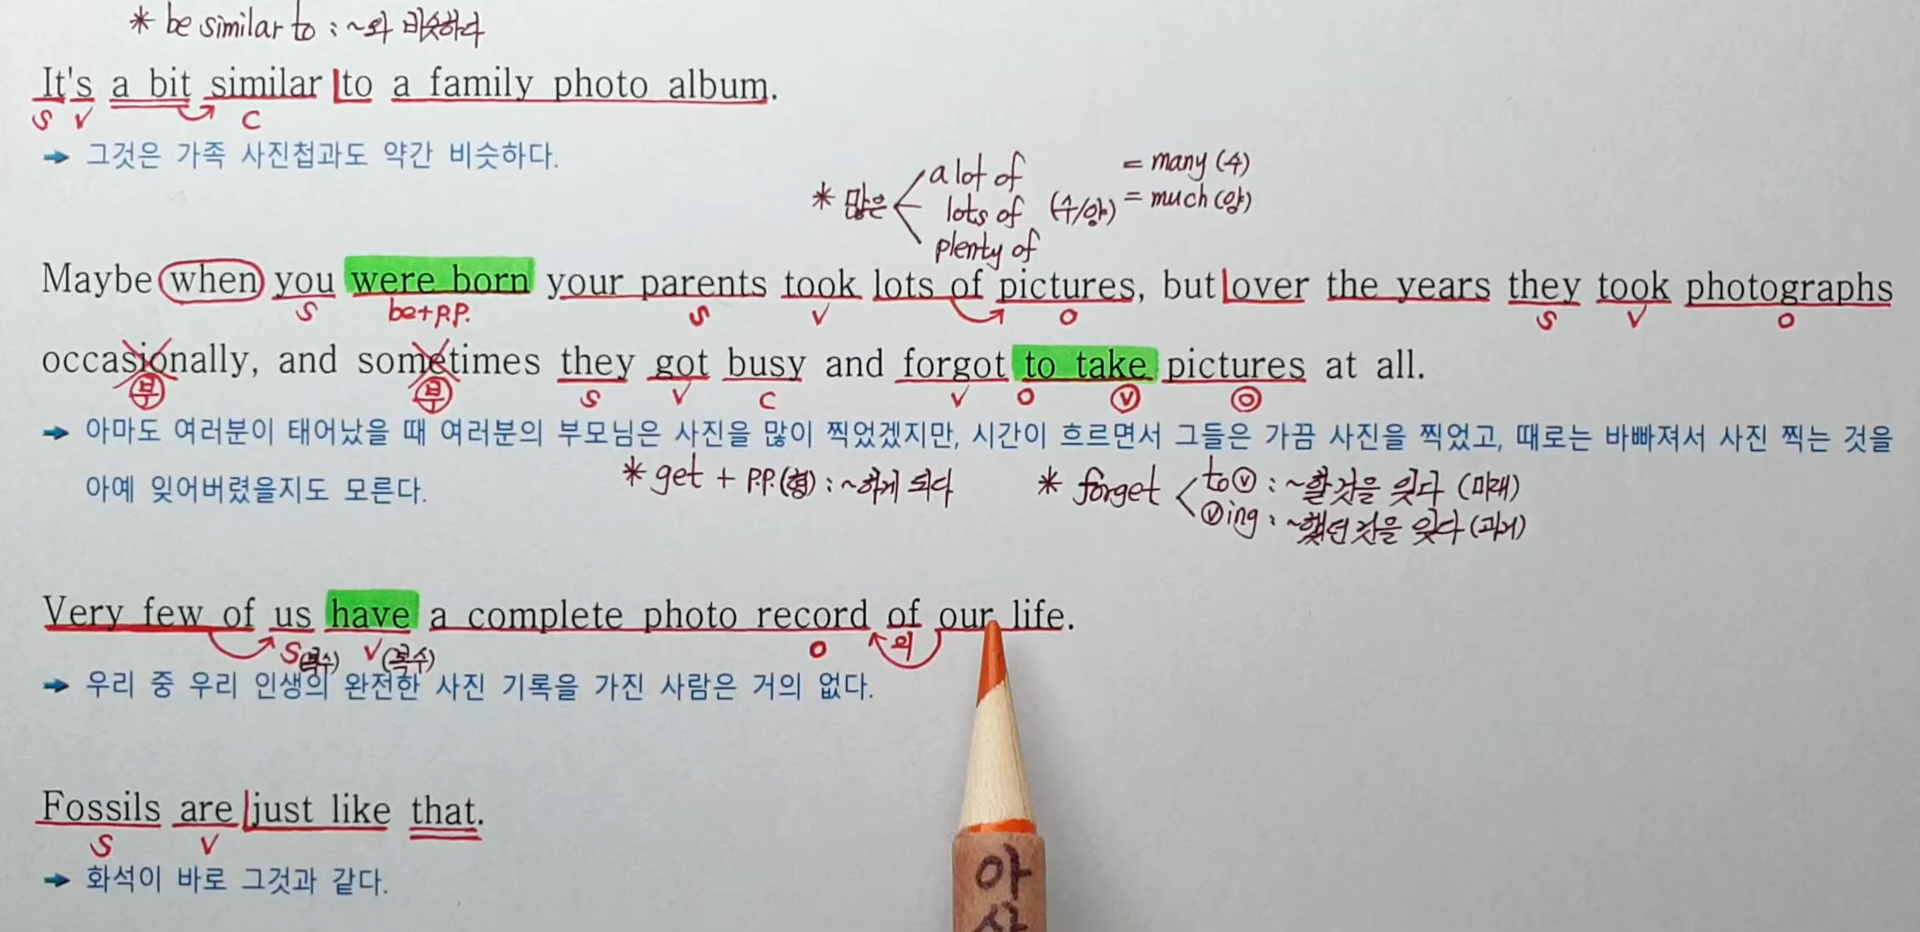 * be similar to : ~와 비슷하다
It's a bit similar to a family photo album.
S V C
➔ 그것은 가족 사진첩과도 약간 비슷하다.
a lot of = many (수)
* 많은 lots of (수/양) = much (양)
plenty of
Maybe when you were born your parents took lots of pictures, but over the years they took photographs
S be+p.p. S V O S V O
occasionally, and sometimes they got busy and forgot to take pictures at all.
부 부 S V C V O V O
➔ 아마도 여러분이 태어났을 때 여러분의 부모님은 사진을 많이 찍었겠지만, 시간이 흐르면서 그들은 가끔 사진을 찍었고, 때로는 바빠져서 사진 찍는 것을
아예 잊어버렸을지도 모른다.
* get + p.p.(형) : ~하게 되다 * forget to ⓥ : ~할 것을 잊다 (미래)
ⓥing : ~했던 것을 잊다 (과거)
Very few of us have a complete photo record of our life.
S(복수) V(복수) O 의
➔ 우리 중 우리 인생의 완전한 사진 기록을 가진 사람은 거의 없다.
Fossils are just like that.
S V
➔ 화석이 바로 그것과 같다.
아